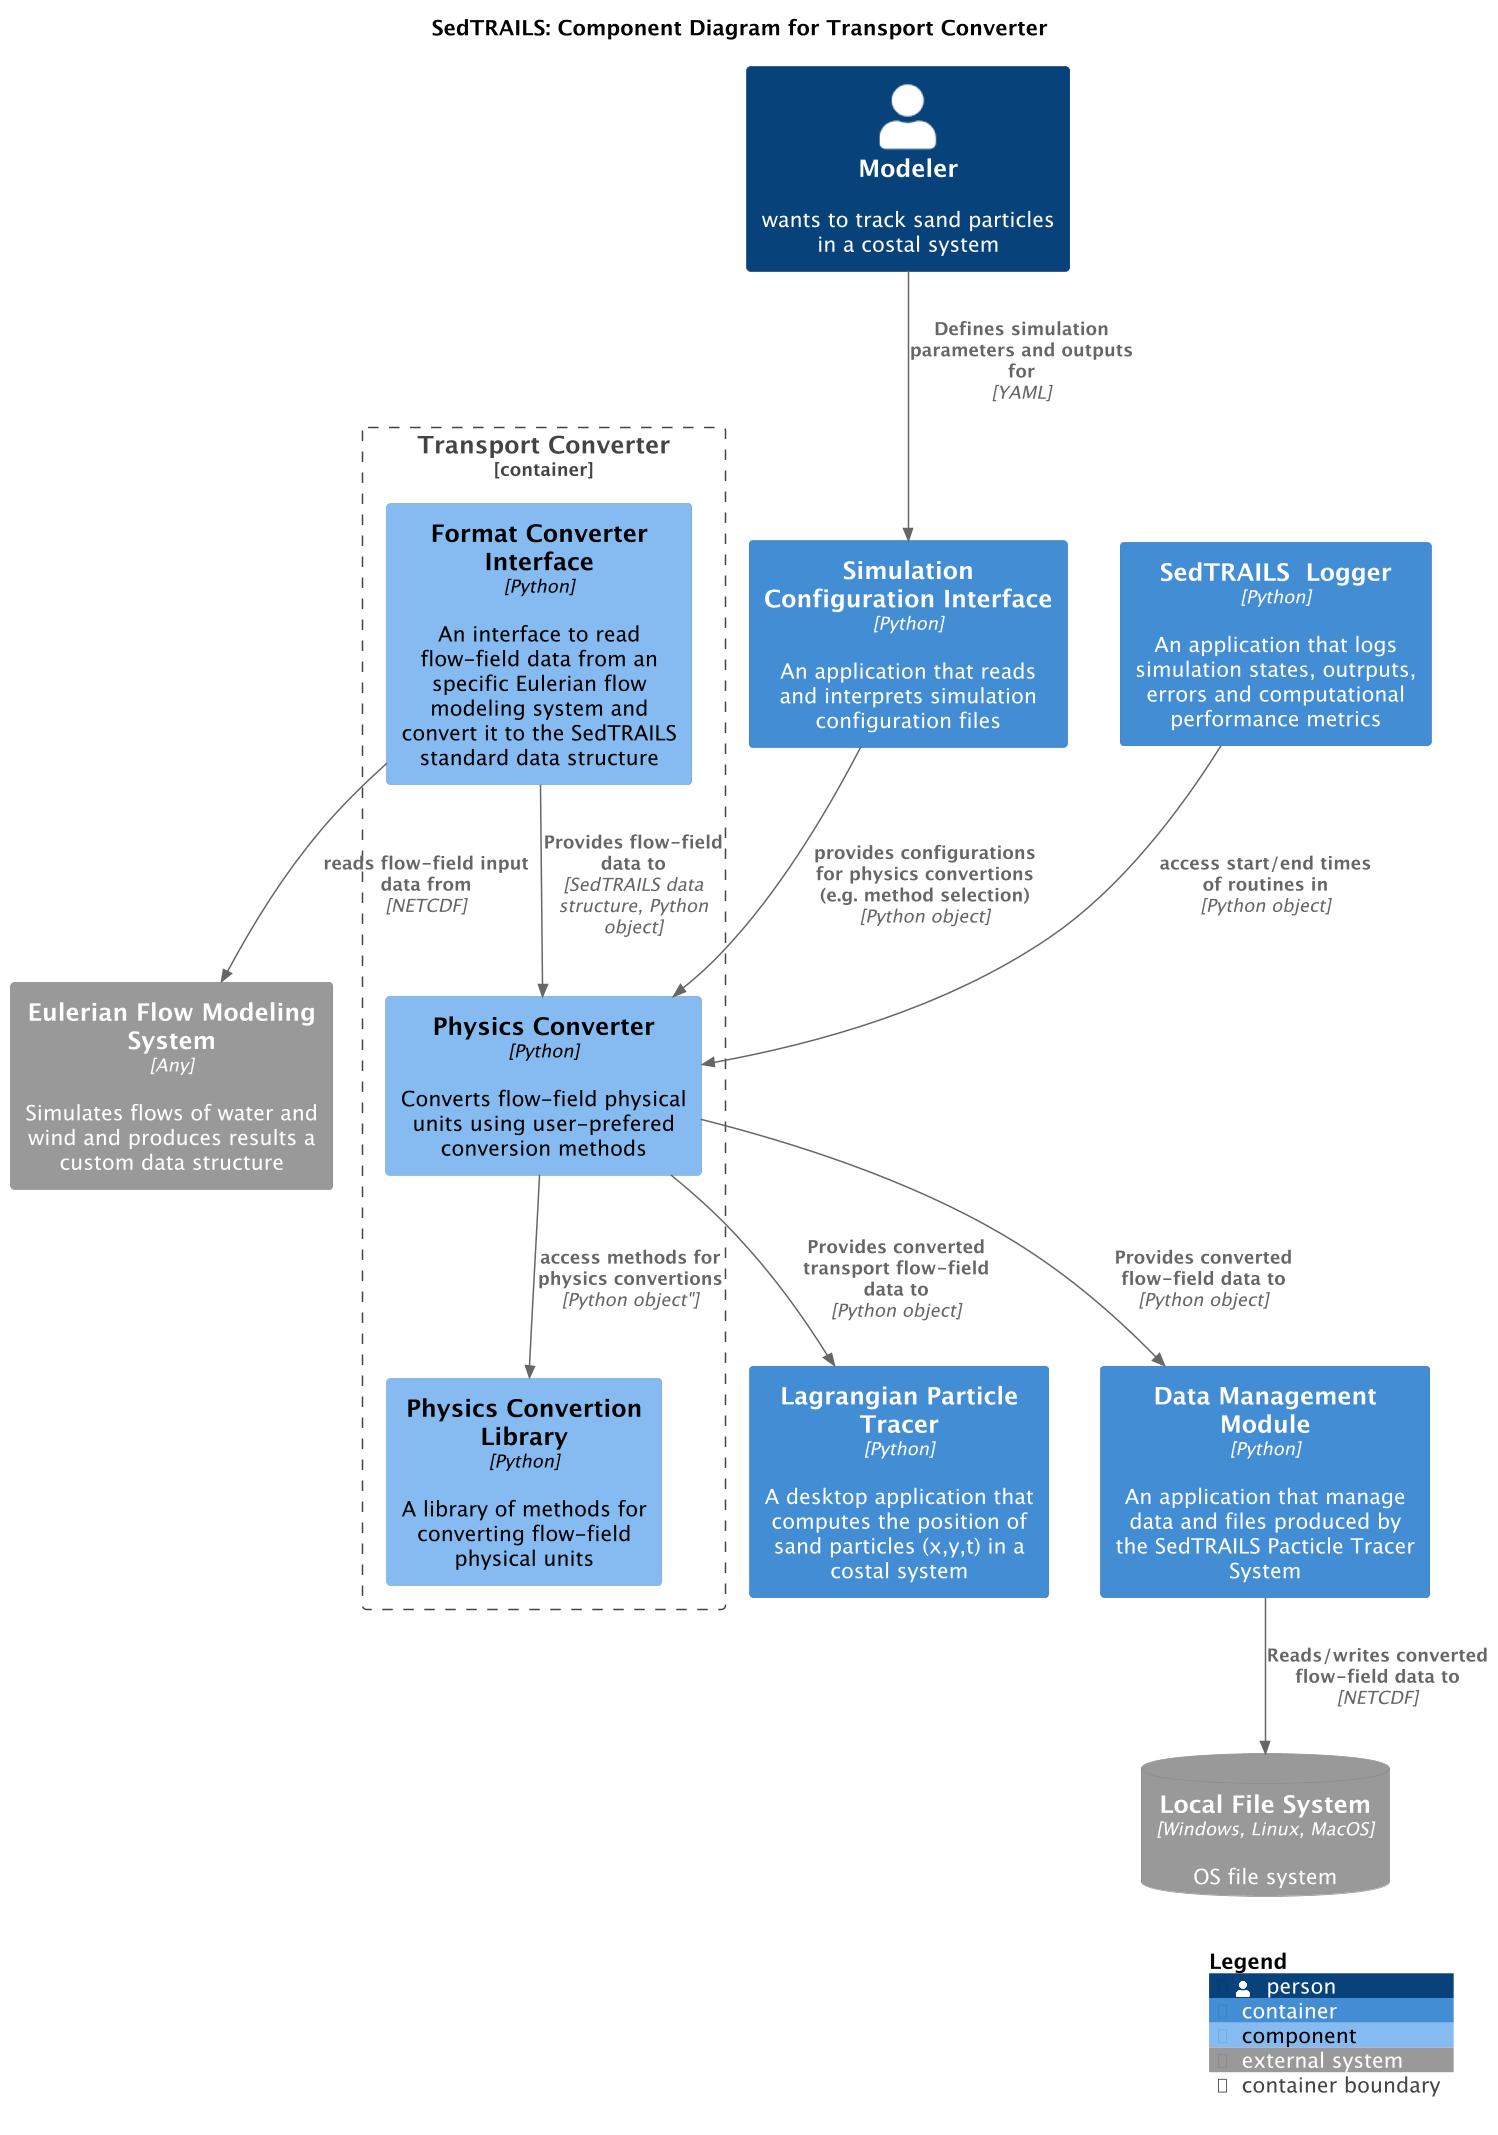 SedTRAILS: Component Diagram for Transport Converter
Modeler
wants to track sand particles
in a costal system
Defines simulation
parameters and outputs
for
[YAML]
Transport Converter
[container]
Format Converter
Interface
[Python]
An interface to read
flow-field data from an
specific Eulerian flow
modeling system and
convert it to the SedTRAILS
standard data structure
Simulation
Configuration Interface
[Python]
An application that reads
and interprets simulation
configuration files
SedTRAILS  Logger
[Python]
An application that logs
simulation states, outrputs,
errors and computational
performance metrics
reads flow-field input
data from
[NETCDF]
Provides flow-field
data to
[SedTRAILS data
structure, Python
object]
provides configurations
for physics convertions
(e.g. method selection)
[Python object]
access start/end times
of routines in
[Python object]
Eulerian Flow Modeling
System
[Any]
Simulates flows of water and
wind and produces results a
custom data structure
Physics Converter
[Python]
Converts flow-field physical
units using user-prefered
conversion methods
access methods for
physics convertions
[Python object"]
Provides converted
transport flow-field
data to
[Python object]
Provides converted
flow-field data to
[Python object]
Physics Convertion
Library
[Python]
A library of methods for
converting flow-field
physical units
Lagrangian Particle
Tracer
[Python]
A desktop application that
computes the position of
sand particles (x,y,t) in a
costal system
Data Management
Module
[Python]
An application that manage
data and files produced by
the SedTRAILS Pacticle Tracer
System
Reads/writes converted
flow-field data to
[NETCDF]
Local File System
[Windows, Linux, MacOS]
OS file system
Legend
person
container
component
external system
container boundary